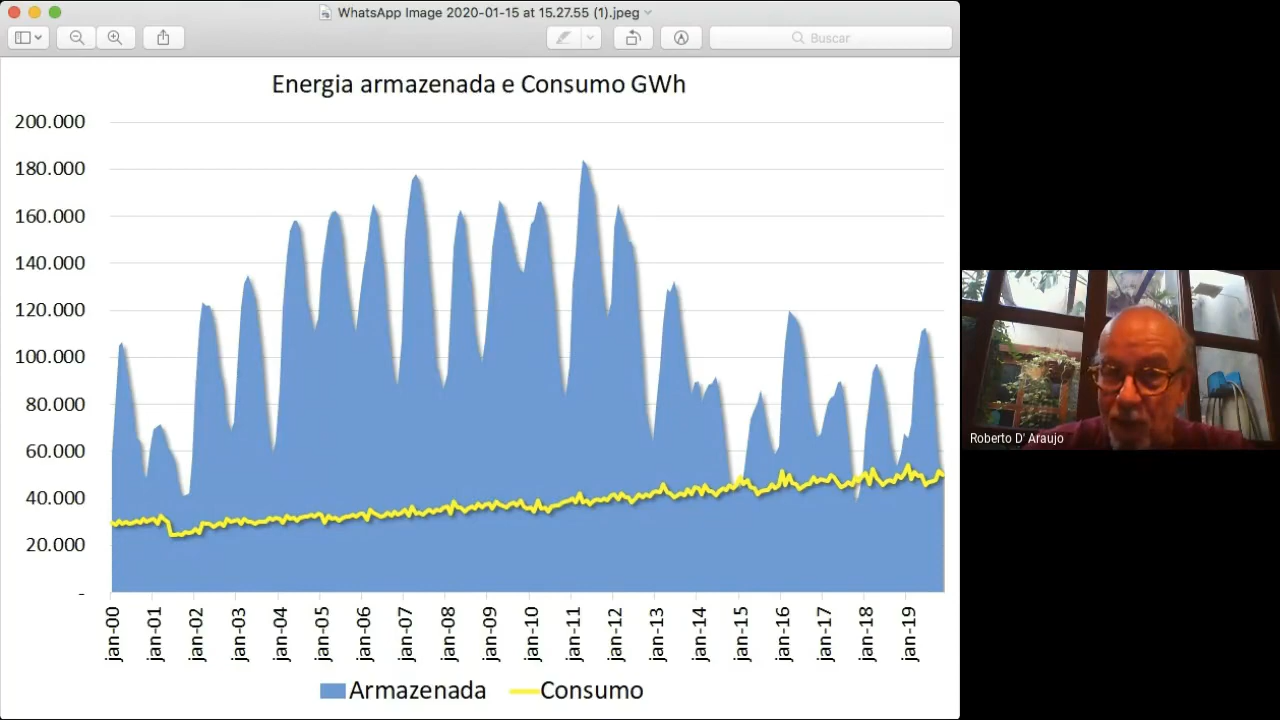 WhatsApp Image 2020-01-15 at 15.27.55 (1).jpeg
Buscar
Energia armazenada e Consumo GWh
200.000
180.000
160.000
140.000
120.000
100.000
80.000
60.000
40.000
20.000
-
jan-00
jan-01
jan-02
jan-03
jan-04
jan-05
jan-06
jan-07
jan-08
jan-09
jan-10
jan-11
jan-12
jan-13
jan-14
jan-15
jan-16
jan-17
jan-18
jan-19
Armazenada
Consumo
Roberto D' Araujo